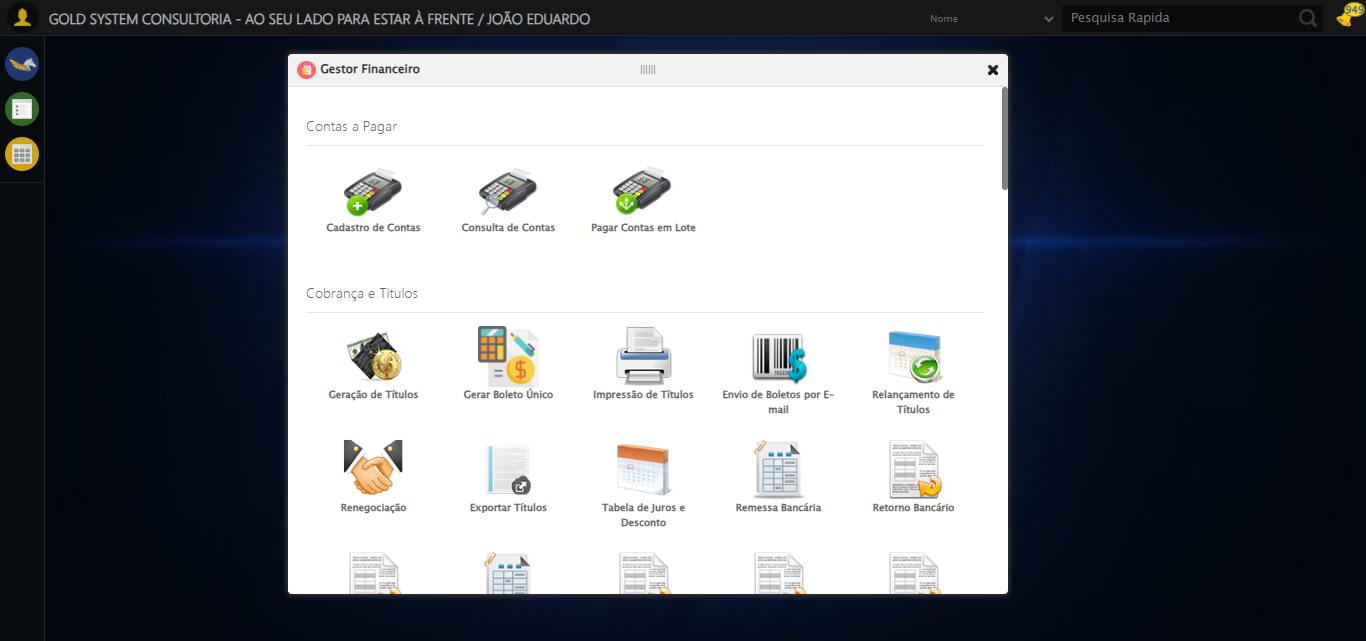 GOLD SYSTEM CONSULTORIA - AO SEU LADO PARA ESTAR À FRENTE / JOÃO EDUARDO
Nome
Pesquisa Rapida
949
Gestor Financeiro
Contas a Pagar
Cadastro de Contas
Consulta de Contas
Pagar Contas em Lote
Cobrança e Títulos
Geração de Títulos
Gerar Boleto Único
Impressão de Títulos
Envio de Boletos por E-
mail
Relançamento de
Títulos
Renegociação
Exportar Títulos
Tabela de Juros e
Desconto
Remessa Bancária
Retorno Bancário